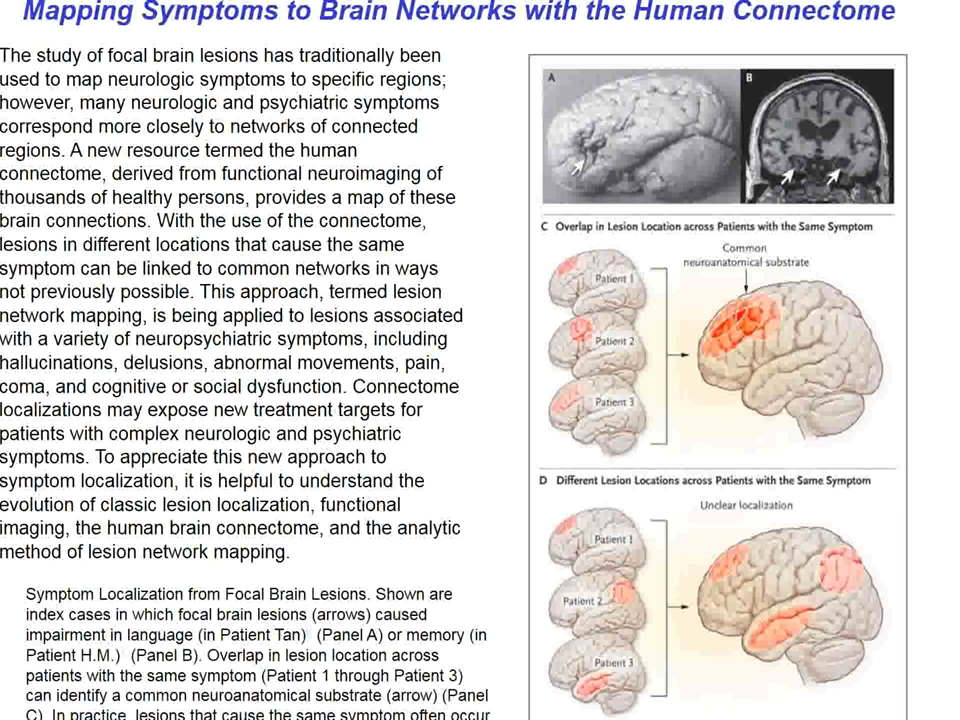 Mapping Symptoms to Brain Networks with the Human Connectome
The study of focal brain lesions has traditionally been
used to map neurologic symptoms to specific regions;
however, many neurologic and psychiatric symptoms
correspond more closely to networks of connected
regions. A new resource termed the human
connectome, derived from functional neuroimaging of
thousands of healthy persons, provides a map of these
brain connections. With the use of the connectome,
lesions in different locations that cause the same
symptom can be linked to common networks in ways
not previously possible. This approach, termed lesion
network mapping, is being applied to lesions associated
with a variety of neuropsychiatric symptoms, including
hallucinations, delusions, abnormal movements, pain,
coma, and cognitive or social dysfunction. Connectome
localizations may expose new treatment targets for
patients with complex neurologic and psychiatric
symptoms. To appreciate this new approach to
symptom localization, it is helpful to understand the
evolution of classic lesion localization, functional
imaging, the human brain connectome, and the analytic
method of lesion network mapping.
Symptom Localization from Focal Brain Lesions. Shown are
index cases in which focal brain lesions (arrows) caused
impairment in language (in Patient Tan) (Panel A) or memory (in
Patient H.M.) (Panel B). Overlap in lesion location across
patients with the same symptom (Patient 1 through Patient 3)
can identify a common neuroanatomical substrate (arrow) (Panel
C). In practice, lesions that cause the same symptom often occur
A
B
C Overlap in Lesion Location across Patients with the Same Symptom
Common
neuroanatomical substrate
Patient 1
Patient 2
Patient 3
D Different Lesion Locations across Patients with the Same Symptom
Unclear localization
Patient 1
Patient 2
Patient 3